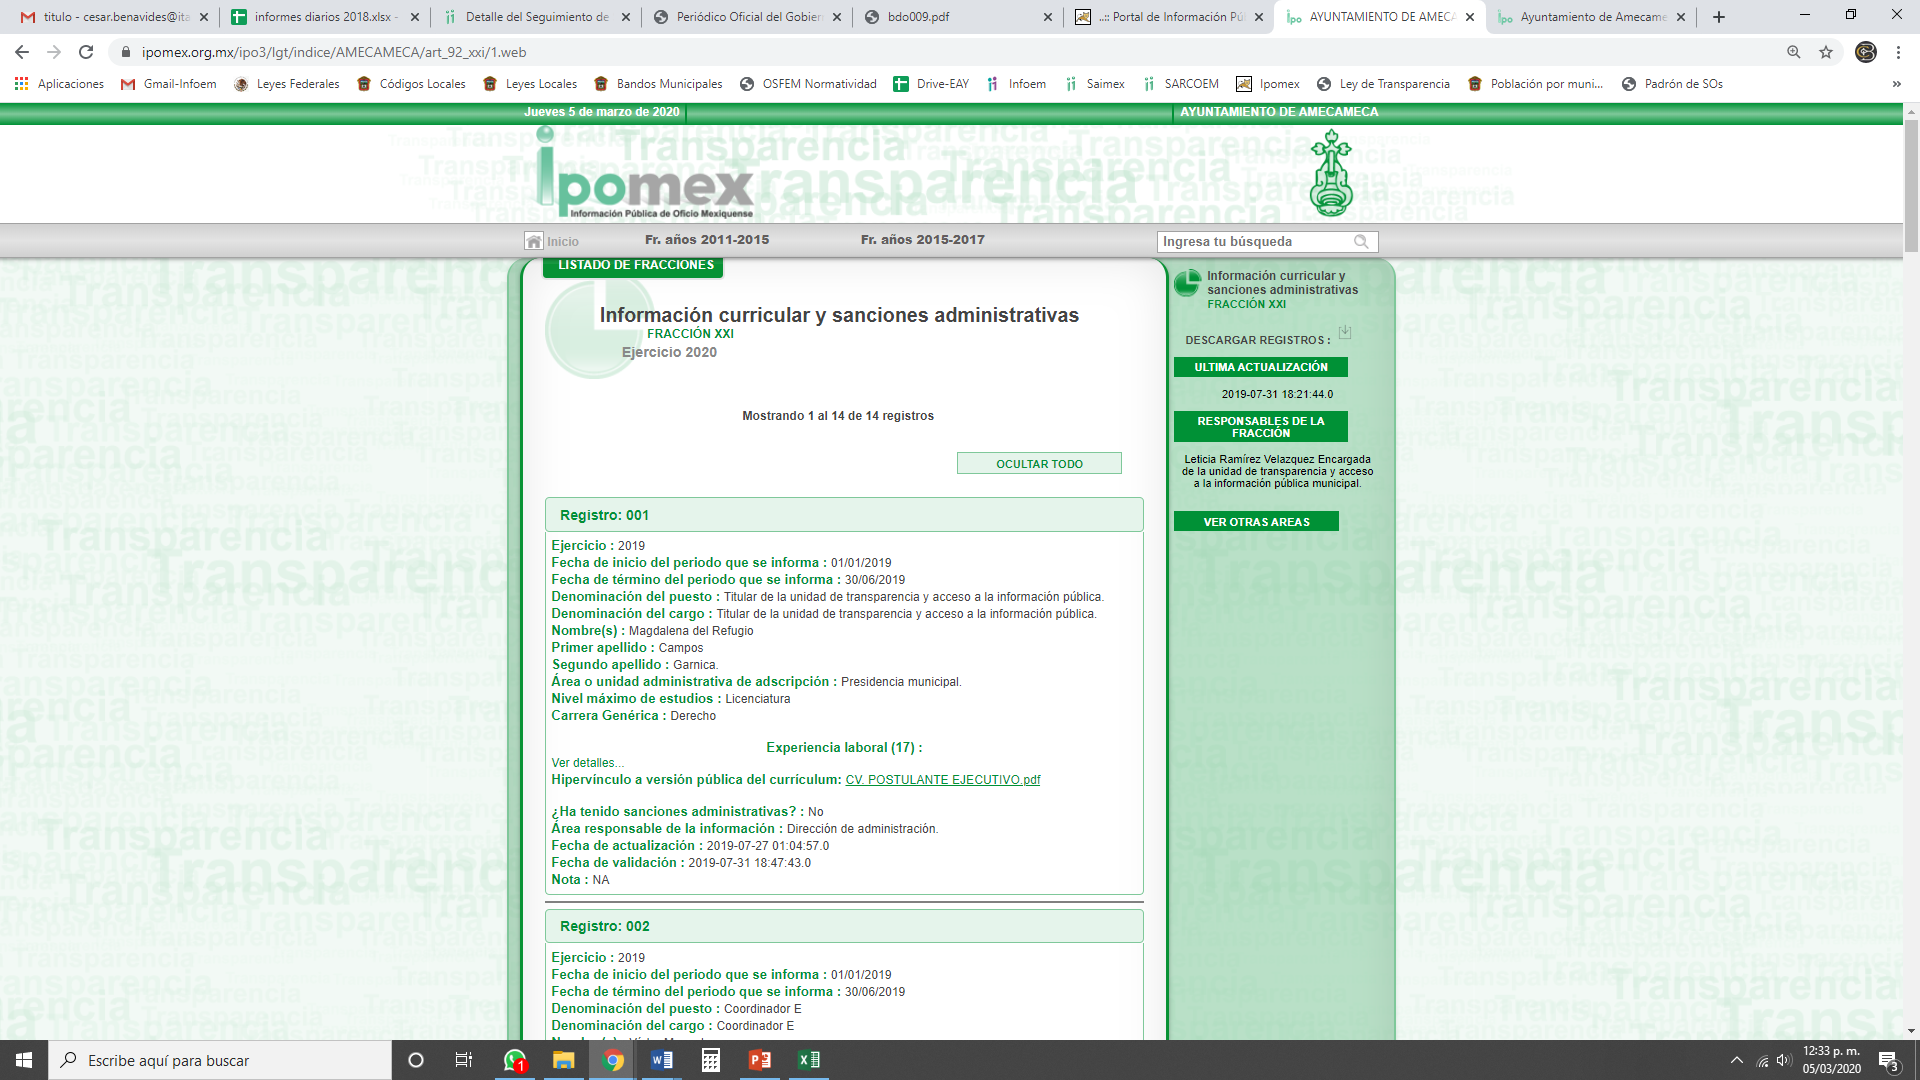 titulo - cesar.benavides@ita
informes diarios 2018.xlsx -
Detalle del Seguimiento de
Periódico Oficial del Gobier
bdo009.pdf
..:: Portal de Información Pú
AYUNTAMIENTO DE AMECA
Ayuntamiento de Amecame
ipomex.org.mx/ipo3/lgt/indice/AMECAMECA/art_92_xxi/1.web
Aplicaciones
Gmail-Infoem
Leyes Federales
Códigos Locales
Leyes Locales
Bandos Municipales
OSFEM Normatividad
Drive-EAY
Infoem
Saimex
SARCOEM
Ipomex
Ley de Transparencia
Población por muni...
Padrón de SOs
»
Jueves 5 de marzo de 2020
AYUNTAMIENTO DE AMECAMECA
Transparencia
ipomex
Información Pública de Oficio Mexiquense
Inicio
Fr. años 2011-2015
Fr. años 2015-2017
Ingresa tu búsqueda
LISTADO DE FRACCIONES
Información curricular y sanciones administrativas
FRACCIÓN XXI
Ejercicio 2020
Mostrando 1 al 14 de 14 registros
OCULTAR TODO
Registro: 001
Ejercicio : 2019
Fecha de inicio del periodo que se informa : 01/01/2019
Fecha de término del periodo que se informa : 30/06/2019
Denominación del puesto : Titular de la unidad de transparencia y acceso a la información pública.
Denominación del cargo : Titular de la unidad de transparencia y acceso a la información pública.
Nombre(s) : Magdalena del Refugio
Primer apellido : Campos
Segundo apellido : Garnica.
Área o unidad administrativa de adscripción : Presidencia municipal.
Nivel máximo de estudios : Licenciatura
Carrera Genérica : Derecho
Experiencia laboral (17) :
Ver detalles...
Hipervínculo a versión pública del currículum: CV. POSTULANTE EJECUTIVO.pdf
¿Ha tenido sanciones administrativas? : No
Área responsable de la información : Dirección de administración.
Fecha de actualización : 2019-07-27 01:04:57.0
Fecha de validación : 2019-07-31 18:47:43.0
Nota : NA
Registro: 002
Ejercicio : 2019
Fecha de inicio del periodo que se informa : 01/01/2019
Fecha de término del periodo que se informa : 30/06/2019
Denominación del puesto : Coordinador E
Denominación del cargo : Coordinador E
Información curricular y
sanciones administrativas
FRACCIÓN XXI
DESCARGAR REGISTROS :
ULTIMA ACTUALIZACIÓN
2019-07-31 18:21:44.0
RESPONSABLES DE LA
FRACCIÓN
Leticia Ramírez Velazquez Encargada
de la unidad de transparencia y acceso
a la información pública municipal.
VER OTRAS AREAS
Escribe aquí para buscar
1
12:33 p. m.
05/03/2020
3